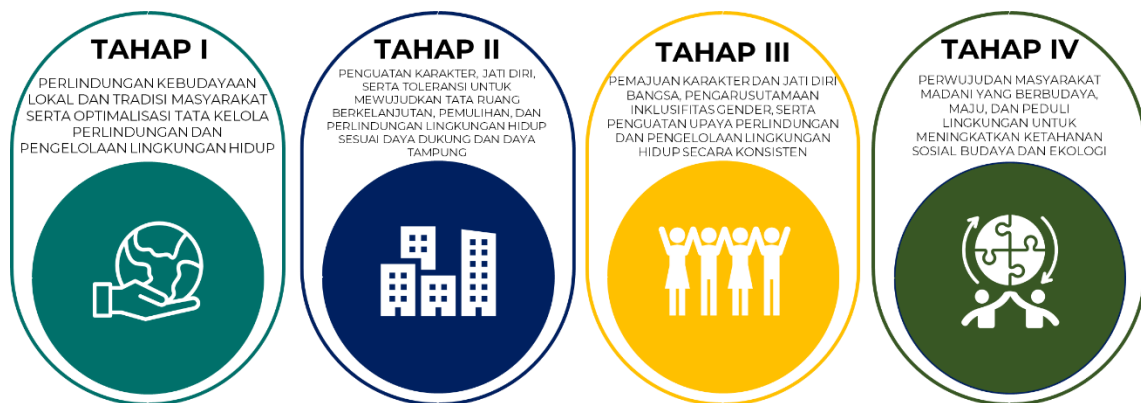 TAHAP I
PERLINDUNGAN KEBUDAYAAN
LOKAL DAN TRADISI MASYARAKAT
SERTA OPTIMALISASI TATA KELOLA
PERLINDUNGAN DAN
PENGELOLAAN LINGKUNGAN HIDUP
TAHAP II
PENGUATAN KARAKTER, JATI DIRI,
SERTA TOLERANSI UNTUK
MEWUJUDKAN TATA RUANG
BERKELANJUTAN, PEMULIHAN, DAN
PERLINDUNGAN LINGKUNGAN HIDUP
SESUAI DAYA DUKUNG DAN DAYA
TAMPUNG
TAHAP III
PEMAJUAN KARAKTER DAN JATI DIRI
BANGSA, PENGARUSUTAMAAN
INKLUSIFITAS GENDER, SERTA
PENGUATAN UPAYA PERLINDUNGAN
DAN PENGELOLAAN LINGKUNGAN
HIDUP SECARA KONSISTEN
TAHAP IV
PERWUJUDAN MASYARAKAT
MADANI YANG BERBUDAYA,
MAJU, DAN PEDULI
LINGKUNGAN UNTUK
MENINGKATKAN KETAHANAN
SOSIAL BUDAYA DAN EKOLOGI